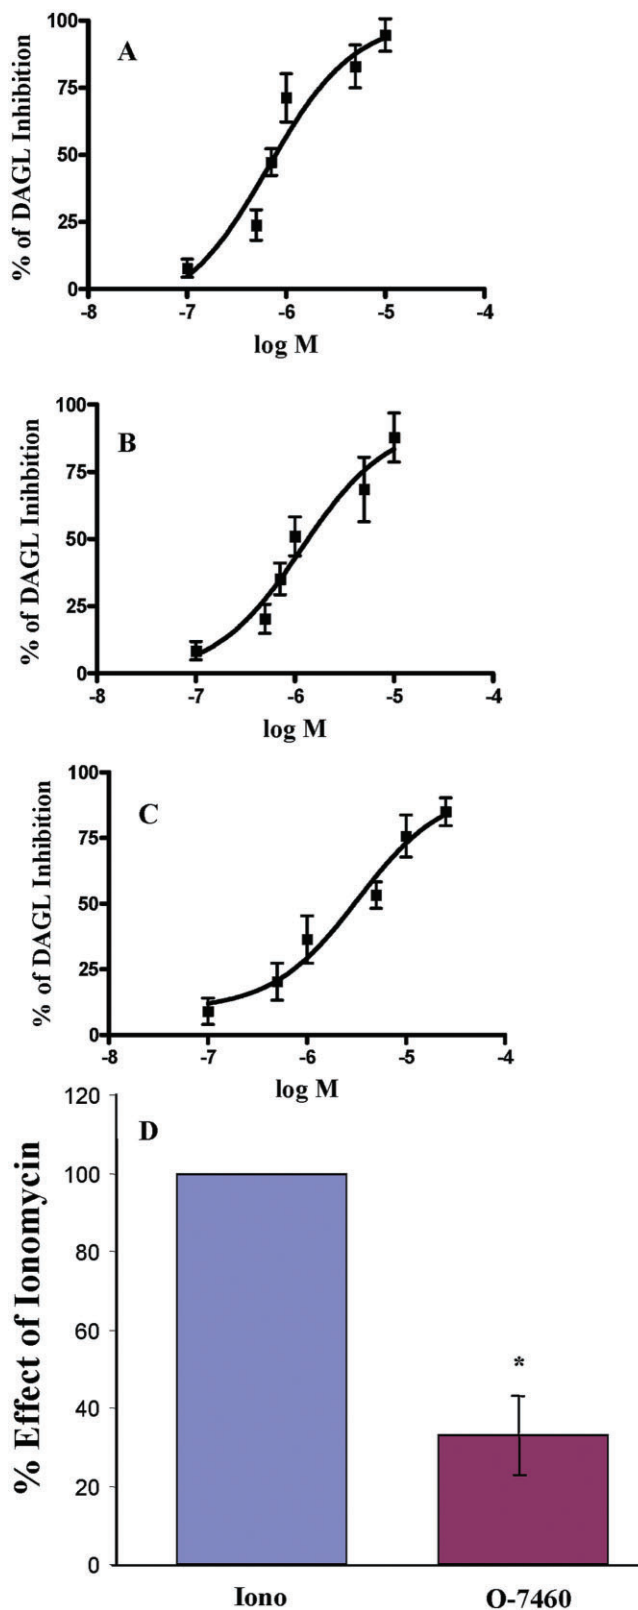 100
A
75
50
25
0
-8 -7 -6 -5 -4
% of DAGL Inhibition
log M
100
B
75
50
25
0
-8 -7 -6 -5 -4
% of DAGL Inihbition
log M
100
C
75
50
25
0
-8 -7 -6 -5 -4
% of DAGL Inhibition
log M
120
D
100
80
60
*
40
20
0
% Effect of Ionomycin
Iono O-7460